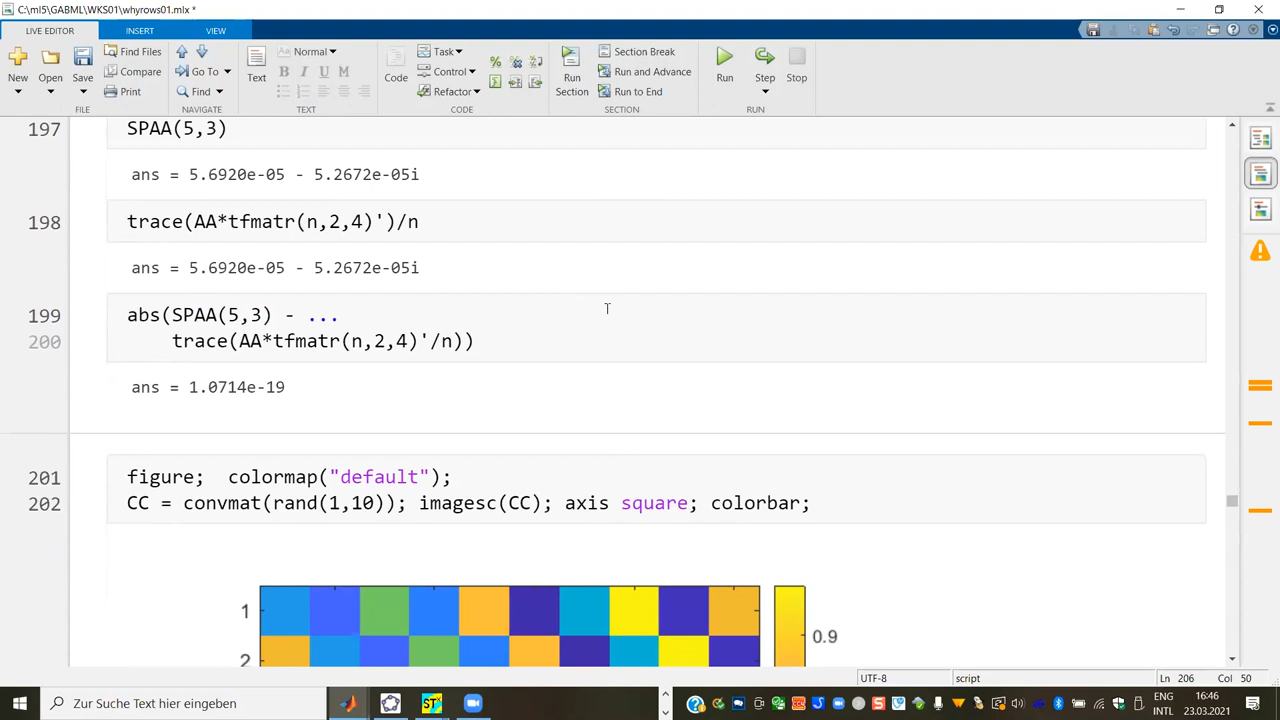 C:\ml5\GABML\WKS01\whyrows01.mlx *
LIVE EDITOR INSERT VIEW
New Open Save Find Files Compare Print
FILE
Go To Find
NAVIGATE
Text Normal B I U M
TEXT
Code Task Control Refactor
CODE
Run Section Section Break Run and Advance Run to End
SECTION
Run Step Stop
RUN
197 SPAA(5,3)
ans = 5.6920e-05 - 5.2672e-05i
198 trace(AA*tfmatr(n,2,4)')/n
ans = 5.6920e-05 - 5.2672e-05i
199 abs(SPAA(5,3) - ...
200 trace(AA*tfmatr(n,2,4)'/n))
ans = 1.0714e-19
201 figure; colormap("default");
202 CC = convmat(rand(1,10)); imagesc(CC); axis square; colorbar;
1
0.9
2
UTF-8 script Ln 206 Col 50
Zur Suche Text hier eingeben
ENG 16:46
INTL 23.03.2021